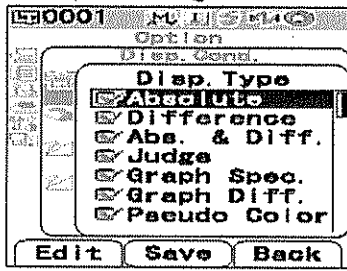 0001
Option
Disp. Cond.
Disp. Type
Absolute
Difference
Abs. & Diff.
Judge
Graph Spec.
Graph Diff.
Pseudo Color
Edit Save Back